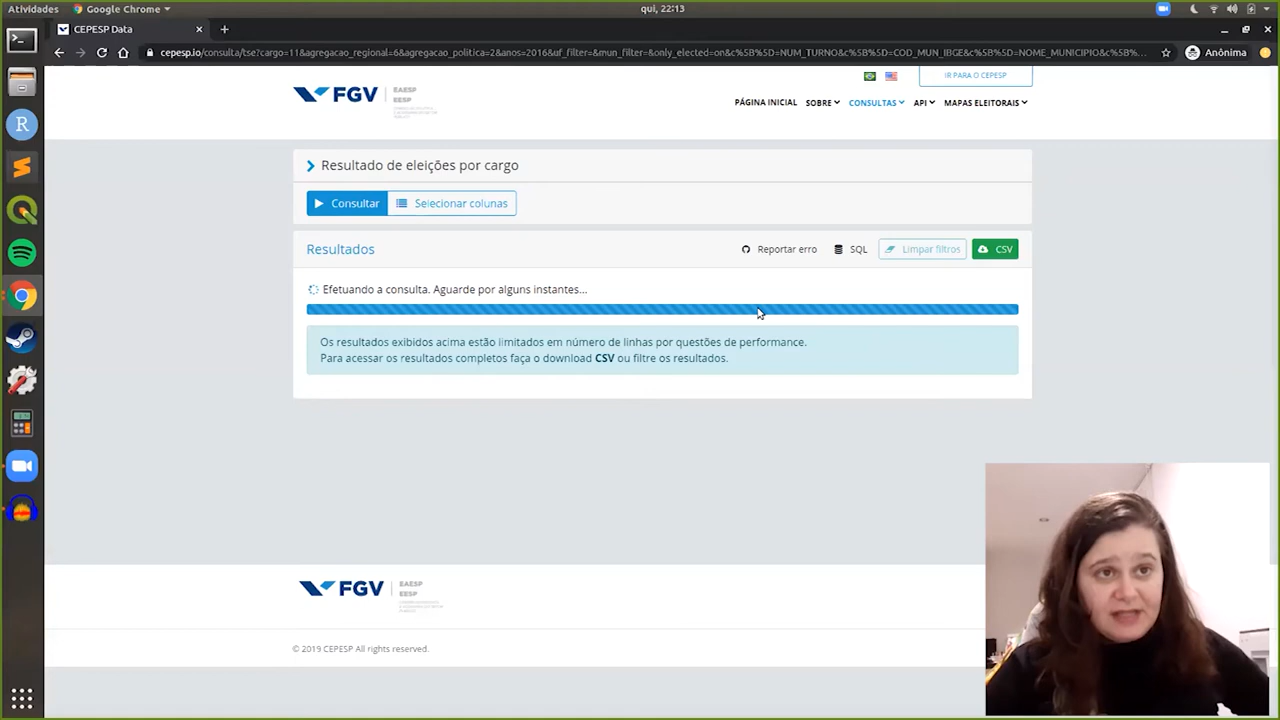 Atividades
Google Chrome
qui, 22:13
CEPESP Data
cepesp.io/consulta/tse?cargo=11&agregacao_regional=6&agregacao_politica=2&anos=2016&uf_filter=&mun_filter=&only_elected=on&c%5B%5D=NUM_TURNO&c%5B%5D=COD_MUN_IBGE&c%5B%5D=NOME_MUNICIPIO&c%5B%...
Anônima
FGV
EAESP
EESP
IR PARA O CEPESP
PÁGINA INICIAL
SOBRE
CONSULTAS
API
MAPAS ELEITORAIS
Resultado de eleições por cargo
Consultar
Selecionar colunas
Resultados
Reportar erro
SQL
Limpar filtros
CSV
Efetuando a consulta. Aguarde por alguns instantes...
Os resultados exibidos acima estão limitados em número de linhas por questões de performance.
Para acessar os resultados completos faça o download CSV ou filtre os resultados.
FGV
EAESP
EESP
© 2019 CEPESP All rights reserved.